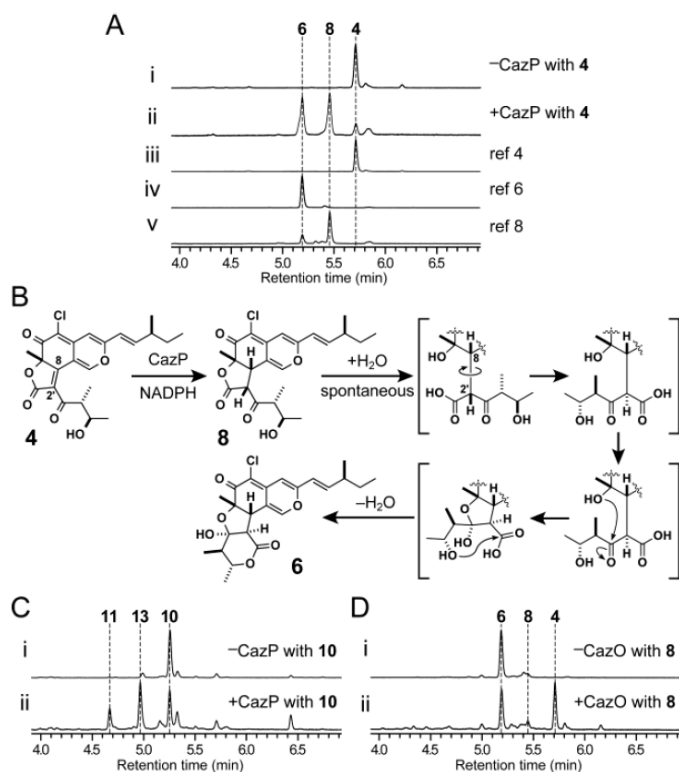 A
6 8 4
i
–CazP with 4
ii
+CazP with 4
iii
ref 4
iv
ref 6
v
ref 8
4.0 4.5 5.0 5.5 6.0 6.5
Retention time (min)
B
Cl
O
O
8
O
O
2'
O
HO
4
CazP
NADPH
Cl
O
H
O
O
H
O
HO
8
+H₂O
spontaneous
H
HO
8
2'
HO
O
H
O
OH
H
HO
OH
H
OH
O
O
Cl
O
H
O
HO
H
O
O
6
–H₂O
H
O
H
HO
O
OH
HO
H
HO
OH
H
OH
O
O
C
11 13 10
i
–CazP with 10
ii
+CazP with 10
4.0 4.5 5.0 5.5 6.0 6.5
Retention time (min)
D
6 8 4
i
–CazO with 8
ii
+CazO with 8
4.0 4.5 5.0 5.5 6.0 6.5
Retention time (min)